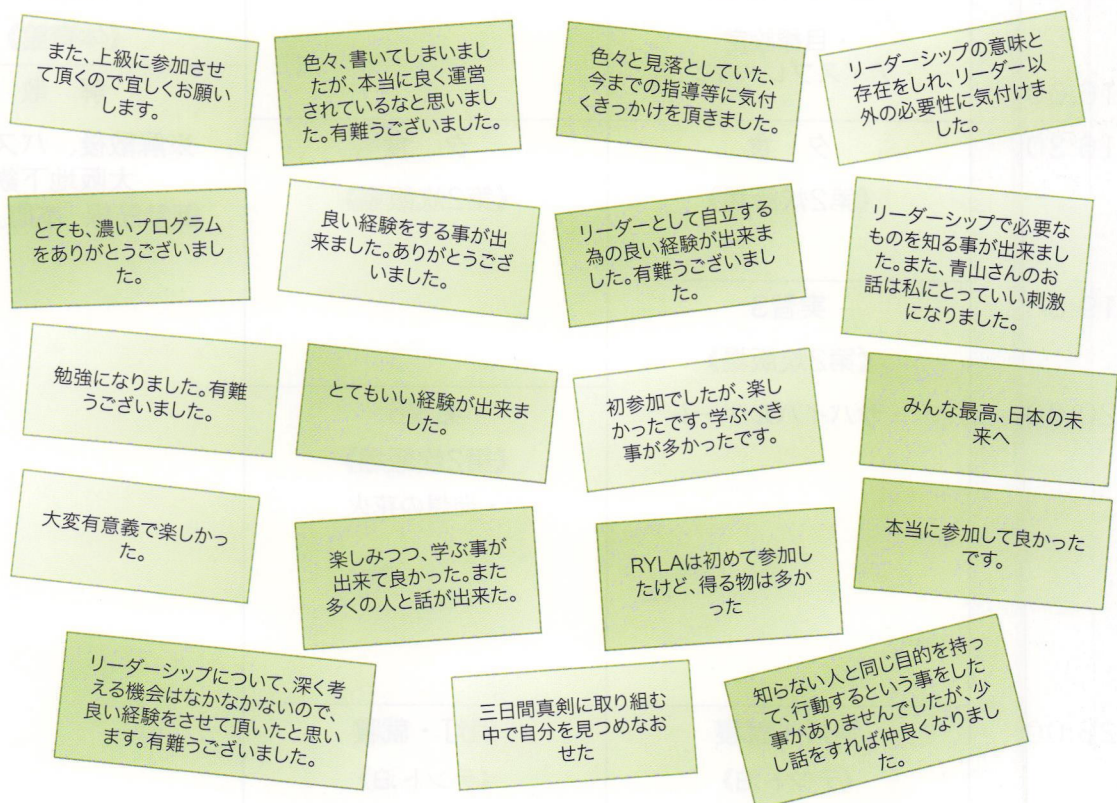 また、上級に参加させ
て頂くので宜しくお願い
します。
色々、書いてしまいまし
たが、本当に良く運営
されているなと思いまし
た。有難うございました。
色々と見落としていた、
今までの指導等に気付
くきっかけを頂きました。
リーダーシップの意味と
存在をしれ、リーダー以
外の必要性に気付けま
した。
とても、濃いプログラム
をありがとうございまし
た。
良い経験をする事が出
来ました。ありがとうござ
いました。
リーダーとして自立する
為の良い経験が出来ま
した。有難うございまし
た。
リーダーシップで必要な
ものを知る事が出来まし
た。また、青山さんのお
話は私にとっていい刺激
になりました。
勉強になりました。有難
うございました。
とてもいい経験が出来ま
した。
初参加でしたが、楽し
かったです。学ぶべき
事が多かったです。
みんな最高、日本の未
来へ
大変有意義で楽しかっ
た。
楽しみつつ、学ぶ事が
出来て良かった。また
多くの人と話が出来た。
RYLAは初めて参加し
たけど、得る物は多か
った
本当に参加して良かった
です。
リーダーシップについて、深く考
える機会はなかなかないので、
良い経験をさせて頂いたと思い
ます。有難うございました。
三日間真剣に取り組む
中で自分を見つめなお
せた
知らない人と同じ目的を持っ
て、行動するという事をした
事がありませんでしたが、少
し話をすれば仲良くなりまし
た。